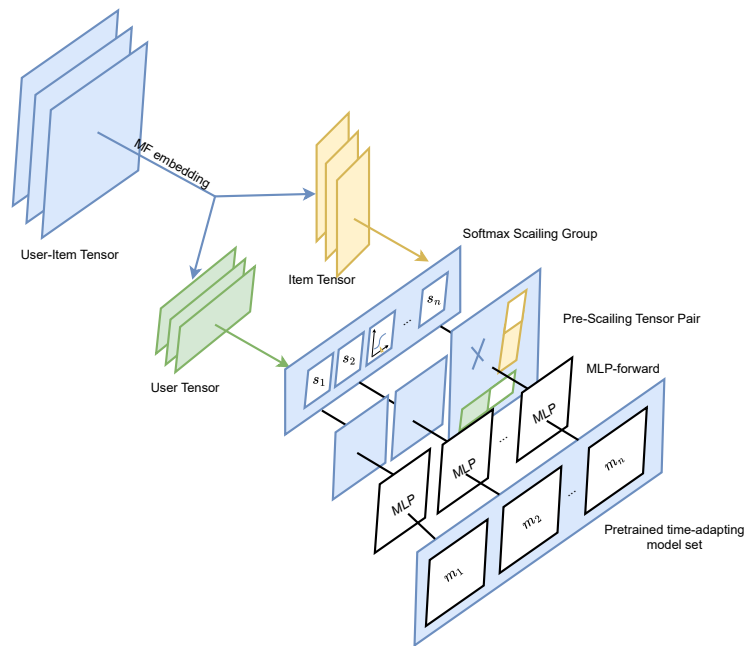 MF embedding
User-Item Tensor
Softmax Scailing Group
Item Tensor
s_n
...
s_2
s_1
Pre-Scailing Tensor Pair
User Tensor
MLP-forward
MLP
...
MLP
MLP
m_n
...
m_2
m_1
Pretrained time-adapting
model set